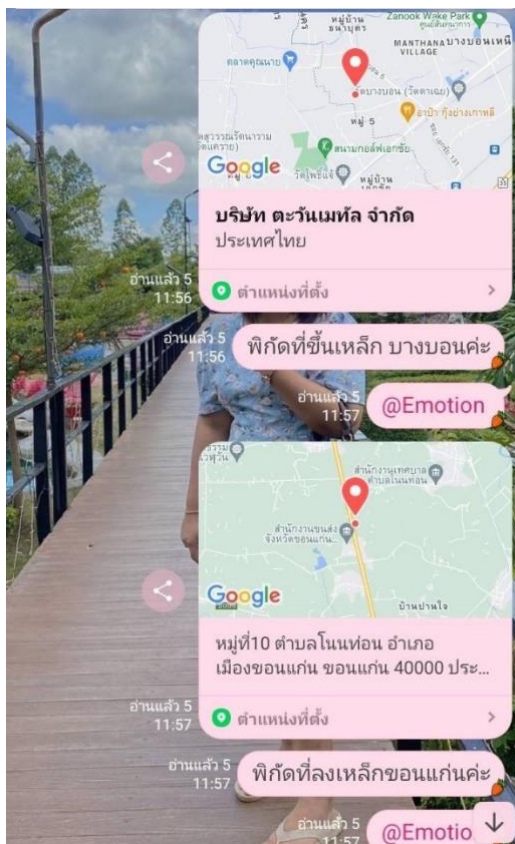 หมู่บ้าน
ธนาบุตร
Zanook Wake Park
MANTHANA บางบอนเหนือ
VILLAGE
ตลาดคุณนาย
วัดบางบอน (วัดตาเฉย)
หมู่ 5
อาป๋า กุ้งย่างเกาหลี
สนามกอล์ฟเอกชัย
วัดโพธิ์แจ้
หมู่บ้าน
Google
บริษัท ตะวันเมทัล จำกัด
ประเทศไทย
ตำแหน่งที่ตั้ง
อ่านแล้ว 5
11:56
พิกัดที่ขึ้นเหล็ก บางบอนค่ะ
อ่านแล้ว 5
11:56
@Emotion
อ่านแล้ว 5
11:57
สำนักงานเทศบาล
ตำบลโนนท่อน
สำนักงานขนส่ง
จังหวัดขอนแก่น...
Google
หมู่ที่10 ตำบลโนนท่อน อำเภอ
เมืองขอนแก่น ขอนแก่น 40000 ประ...
ตำแหน่งที่ตั้ง
อ่านแล้ว 5
11:57
พิกัดที่ลงเหล็กขอนแก่นค่ะ
อ่านแล้ว 5
11:57
@Emotio
อ่านแล้ว 5
11:57